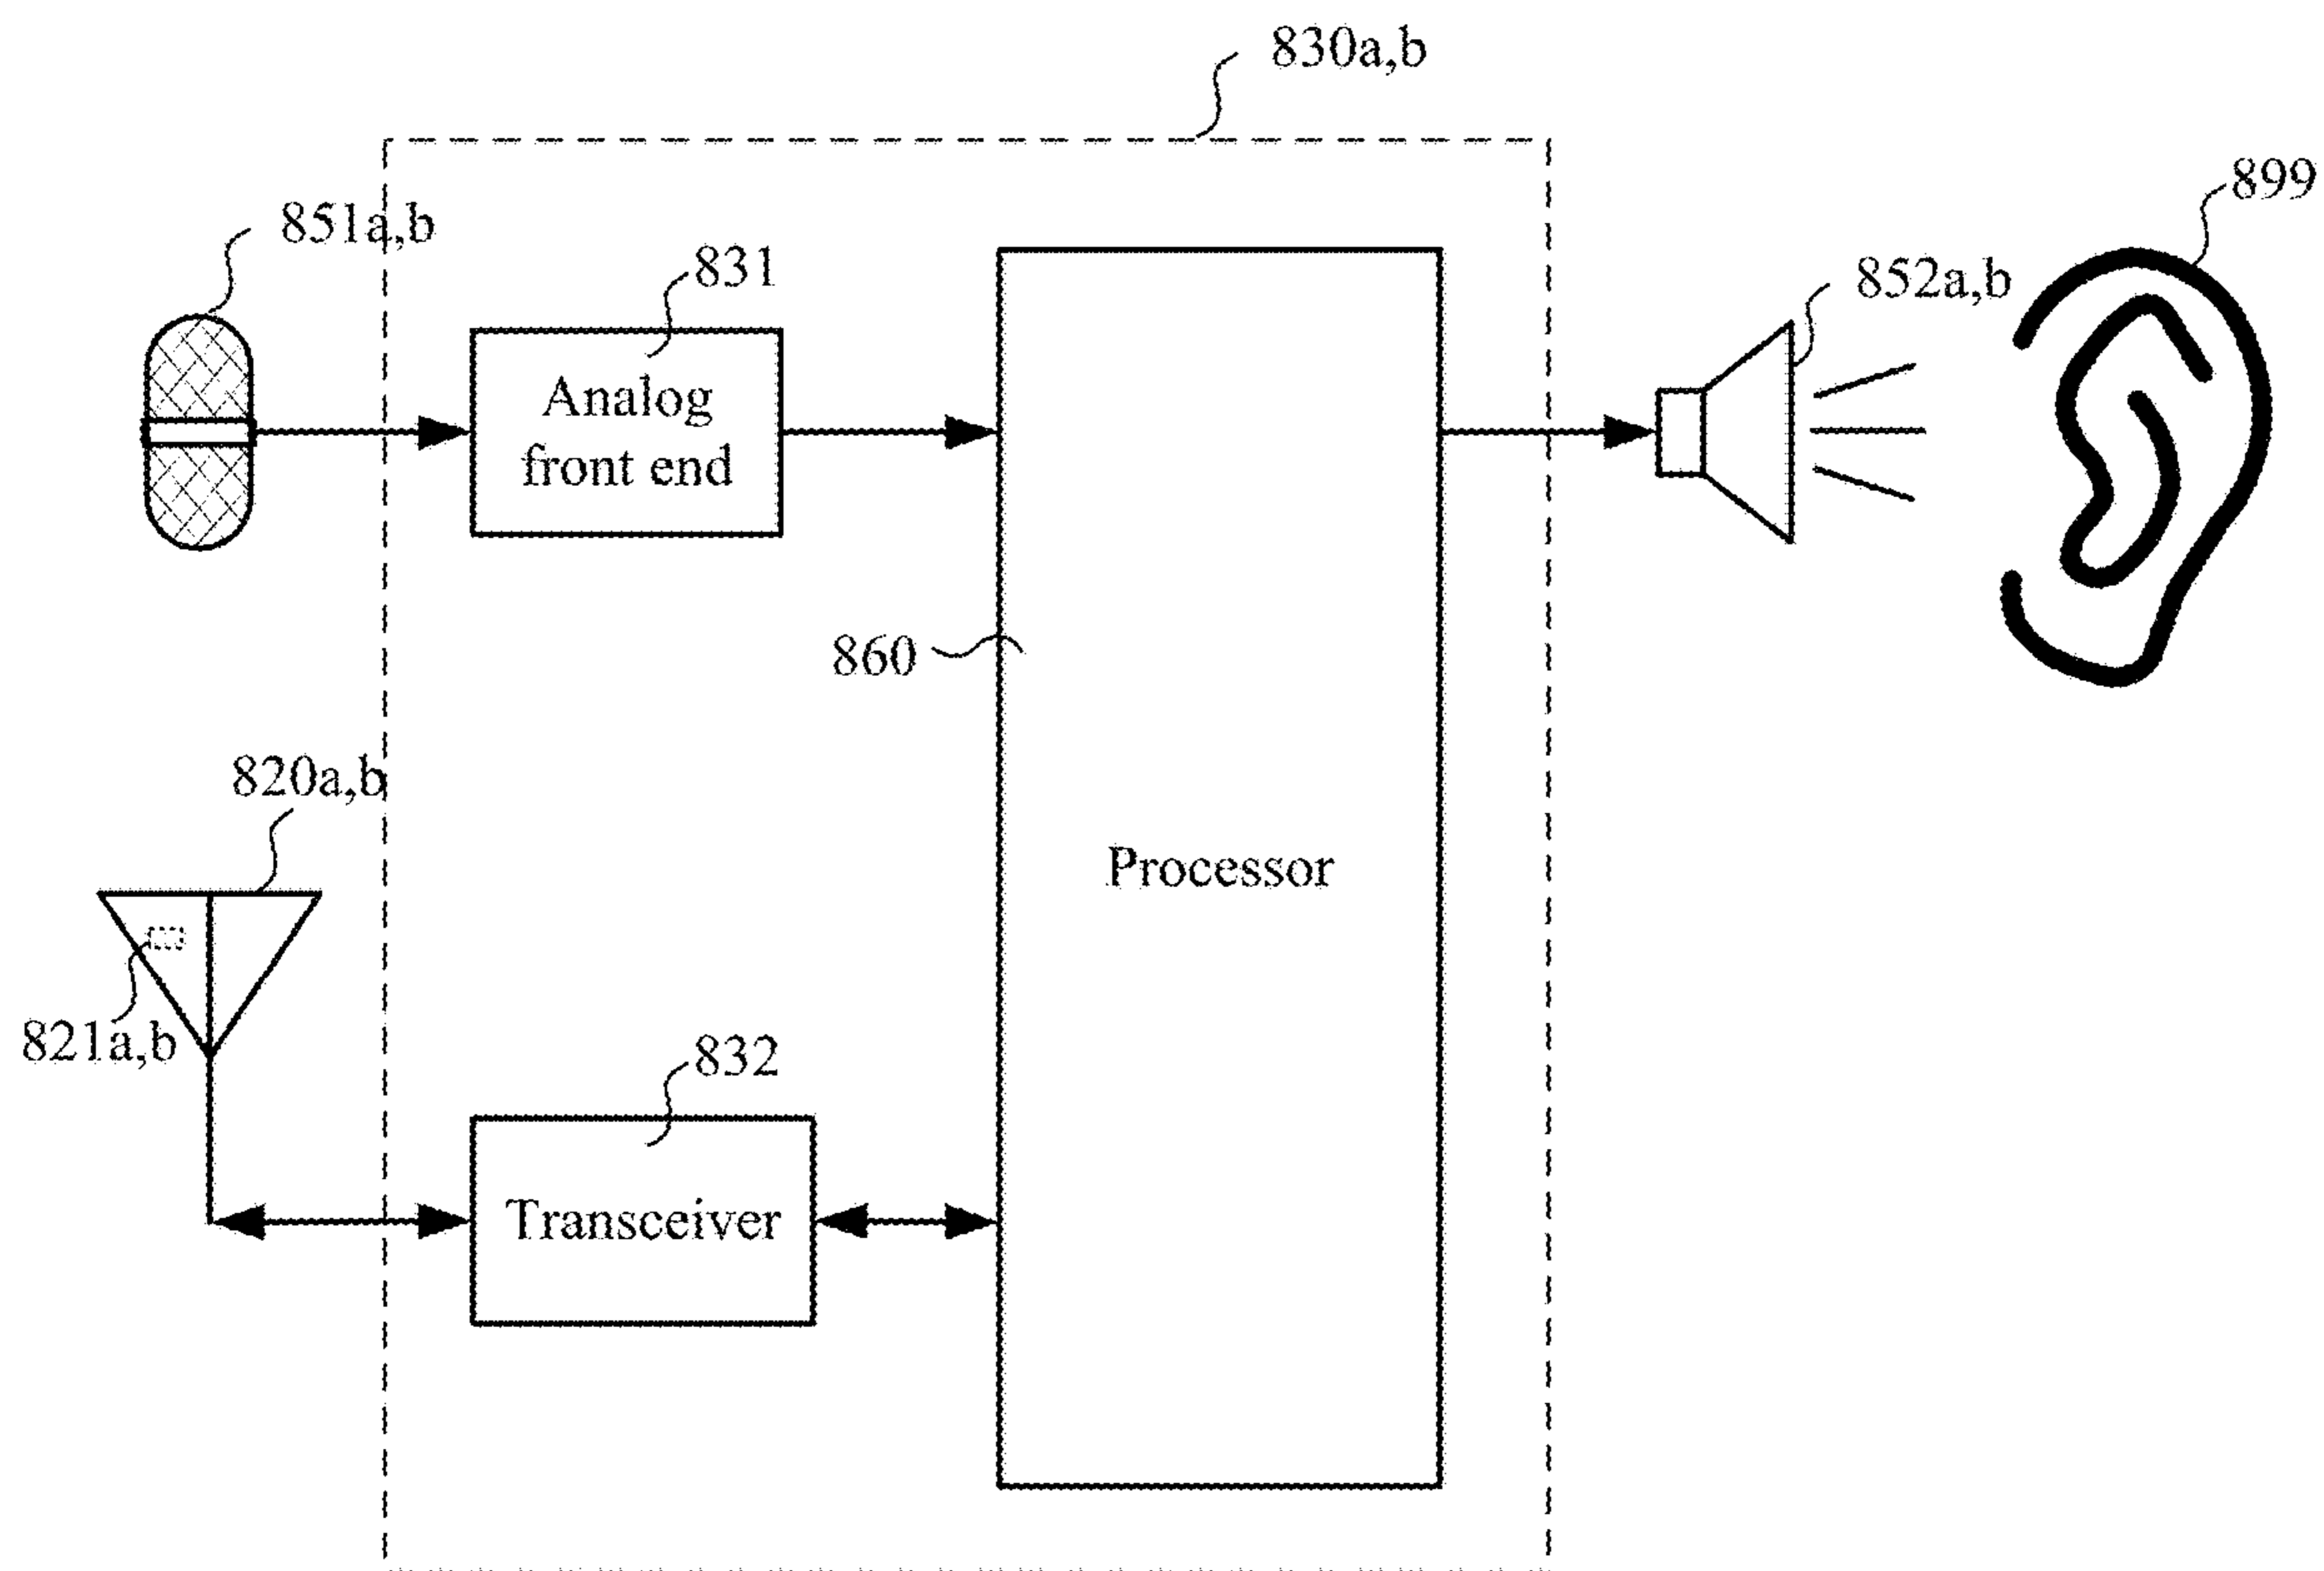 830a,b
899
851a,b
831
852a,b
Analog
front end
860
820a,b
Processor
821a,b
832
Transceiver